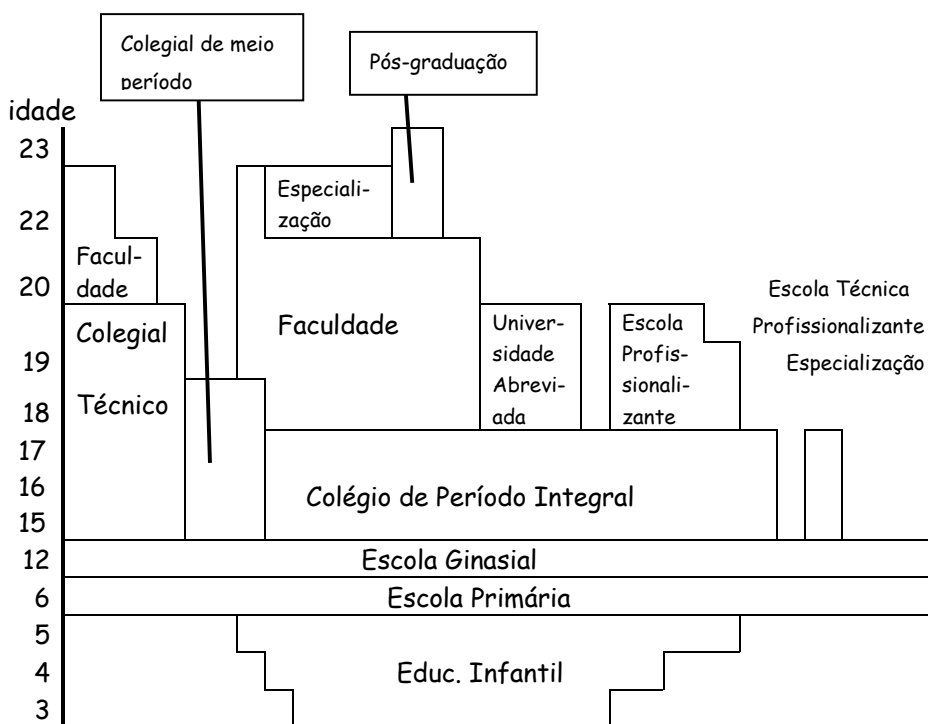 Colegial de meio
período
Pós-graduação
idade
23
22
20
19
18
17
16
15
12
6
5
4
3
Facul-
dade
Colegial
Técnico
Especiali-
zação
Faculdade
Univer-
sidade
Abrevi-
ada
Escola
Profis-
sionali-
zante
Escola Técnica
Profissionalizante
Especialização
Colégio de Período Integral
Escola Ginasial
Escola Primária
Educ. Infantil